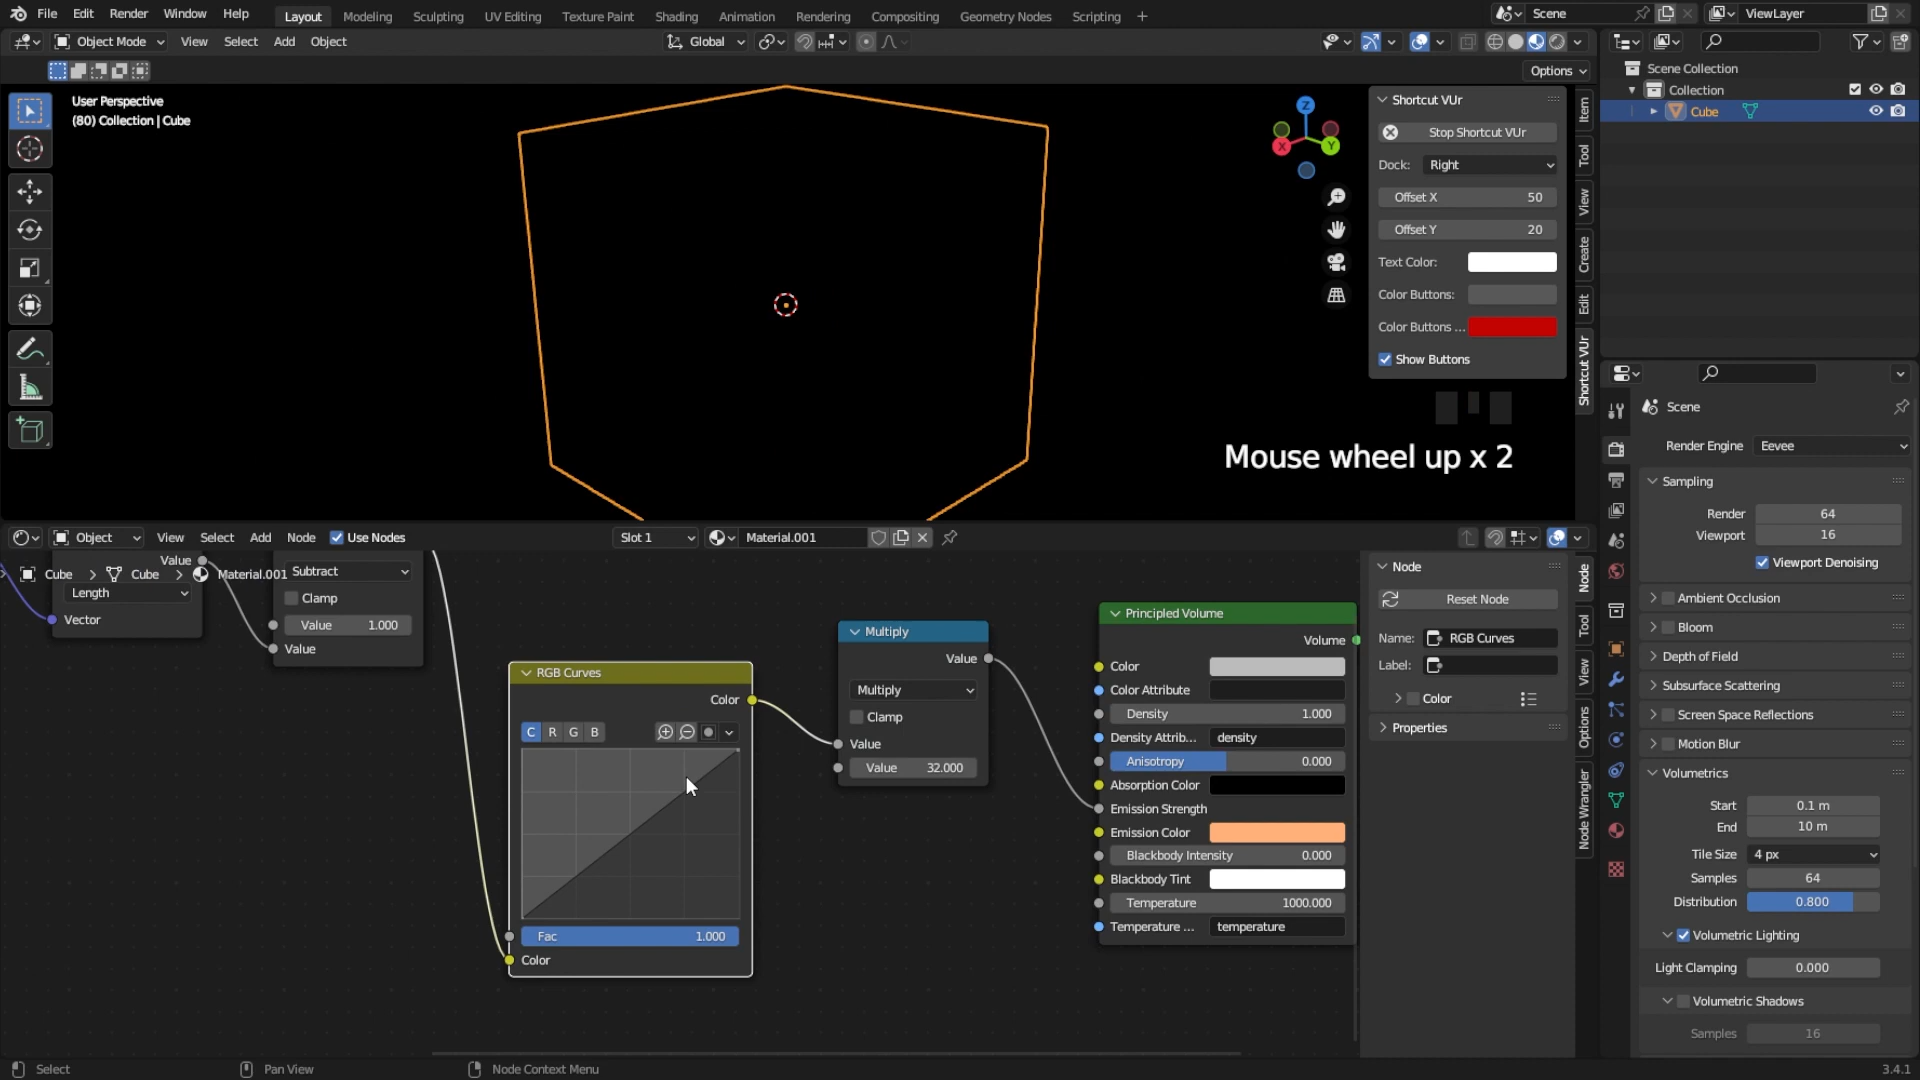 File Edit Render Window Help Layout Modeling Sculpting UV Editing Texture Paint Shading Animation Rendering Compositing Geometry Nodes Scripting + Scene ViewLayer
Object Mode View Select Add Object Global
Options
User Perspective
(80) Collection | Cube
Z
X
Y
Shortcut VUr
Stop Shortcut VUr
Dock: Right
Offset X 50
Offset Y 20
Text Color:
Color Buttons:
Color Buttons ...
Show Buttons
Item
Tool
View
Create
Edit
Shortcut VUr
Mouse wheel up x 2
Scene Collection
Collection
Cube
Scene
Render Engine Eevee
Sampling
Render 64
Viewport 16
Viewport Denoising
Ambient Occlusion
Bloom
Depth of Field
Subsurface Scattering
Screen Space Reflections
Motion Blur
Volumetrics
Start 0.1 m
End 10 m
Tile Size 4 px
Samples 64
Distribution 0.800
Volumetric Lighting
Light Clamping 0.000
Volumetric Shadows
Samples 16
Object View Select Add Node Use Nodes Slot 1 Material.001
Cube > Cube > Material.001
Value
Length
Vector
Subtract
Clamp
Value 1.000
Value
RGB Curves
Color
C R G B
Fac 1.000
Color
Multiply
Value
Multiply
Clamp
Value
Value 32.000
Principled Volume
Volume
Color
Color Attribute
Density 1.000
Density Attrib... density
Anisotropy 0.000
Absorption Color
Emission Strength
Emission Color
Blackbody Intensity 0.000
Blackbody Tint
Temperature 1000.000
Temperature ... temperature
Node
Reset Node
Name: RGB Curves
Label:
Color
Properties
Node
Tool
View
Options
Node Wrangler
Select Pan View Node Context Menu 3.4.1